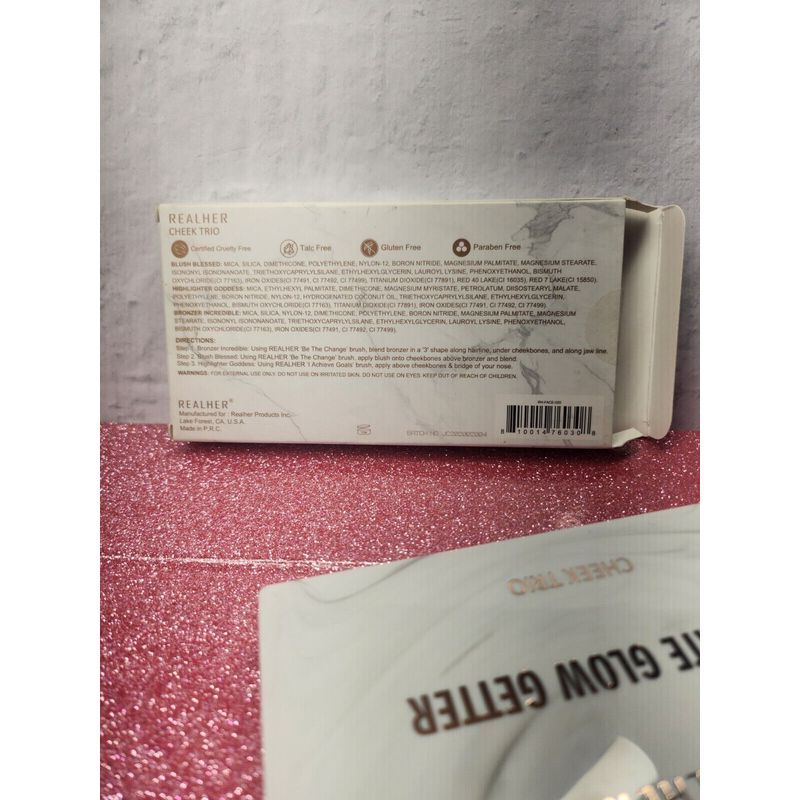 REALHER
CHEEK TRIO
Certified Cruelty Free
Talc Free
Gluten Free
Paraben Free
BLUSH BLESSED: MICA, SILICA, DIMETHICONE, POLYETHYLENE, NYLON-12, BORON NITRIDE, MAGNESIUM PALMITATE, MAGNESIUM STEARATE,
ISONONYL ISONONANOATE, TRIETHOXYCAPRYLYLSILANE, ETHYLHEXYLGLYCERIN, LAUROYL LYSINE, PHENOXYETHANOL, BISMUTH
OXYCHLORIDE(CI 77163), IRON OXIDES(CI 77491, CI 77492, CI 77499), TITANIUM DIOXIDE(CI 77891), RED 40 LAKE(CI 16035), RED 7 LAKE(CI 15850).
HIGHLIGHTER GODDESS: MICA, ETHYLHEXYL PALMITATE, DIMETHICONE, MAGNESIUM MYRISTATE, PETROLATUM, DIISOSTEARYL MALATE,
POLYETHYLENE, BORON NITRIDE, NYLON-12, HYDROGENATED COCONUT OIL, TRIETHOXYCAPRYLYLSILANE, ETHYLHEXYLGLYCERIN,
PHENOXYETHANOL, BISMUTH OXYCHLORIDE(CI 77163), TITANIUM DIOXIDE(CI 77891), IRON OXIDES(CI 77491, CI 77492, CI 77499).
BRONZER INCREDIBLE: MICA, SILICA, NYLON-12, DIMETHICONE, POLYETHYLENE, BORON NITRIDE, MAGNESIUM PALMITATE, MAGNESIUM
STEARATE, ISONONYL ISONONANOATE, TRIETHOXYCAPRYLYLSILANE, ETHYLHEXYLGLYCERIN, LAUROYL LYSINE, PHENOXYETHANOL,
BISMUTH OXYCHLORIDE(CI 77163), IRON OXIDES(CI 77491, CI 77492, CI 77499).
DIRECTIONS:
Step 1. Bronzer Incredible: Using REALHER 'Be The Change' brush, blend bronzer in a '3' shape along hairline, under cheekbones, and along jaw line.
Step 2. Blush Blessed: Using REALHER 'Be The Change' brush, apply blush onto cheekbones above bronzer and blend.
Step 3. Highlighter Goddess: Using REALHER 'I Achieve Goals' brush, apply above cheekbones & bridge of your nose.
WARNINGS: FOR EXTERNAL USE ONLY. DO NOT USE ON IRRITATED SKIN. DO NOT USE ON EYES. KEEP OUT OF REACH OF CHILDREN.
REALHER®
Manufactured for : Realher Products Inc.
Lake Forest, CA, U.S.A.
Made in P.R.C.
BATCH NO.
8 10014 76030 8
CHEEK TRIO
GLOW GETTER